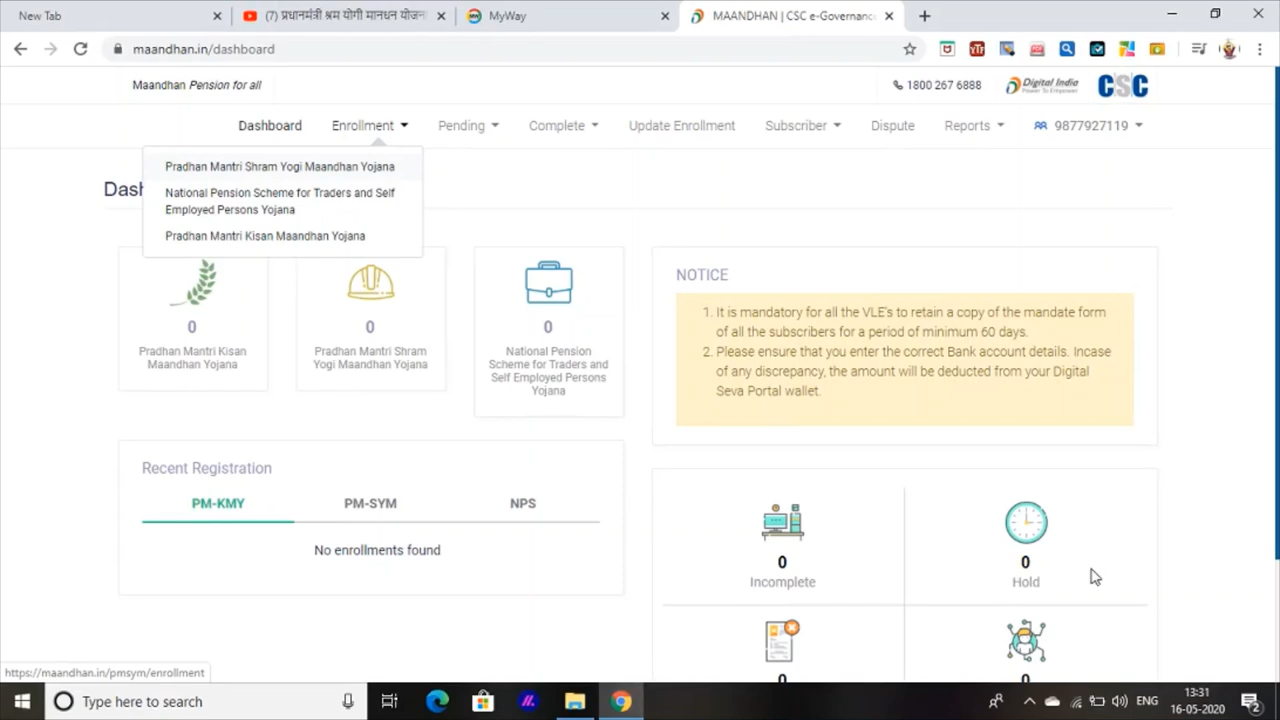 New Tab
(7) प्रधानमंत्री श्रम योगी मानधन योजन
MyWay
MAANDHAN | CSC e-Governance
maandhan.in/dashboard
Maandhan Pension for all
1800 267 6888
Digital India
Power To Empower
CSC
Dashboard
Enrollment
Pending
Complete
Update Enrollment
Subscriber
Dispute
Reports
9877927119
Pradhan Mantri Shram Yogi Maandhan Yojana
National Pension Scheme for Traders and Self
Employed Persons Yojana
Pradhan Mantri Kisan Maandhan Yojana
Dash
0
Pradhan Mantri Kisan
Maandhan Yojana
0
Pradhan Mantri Shram
Yogi Maandhan Yojana
0
National Pension
Scheme for Traders and
Self Employed Persons
Yojana
NOTICE
1. It is mandatory for all the VLE's to retain a copy of the mandate form
of all the subscribers for a period of minimum 60 days.
2. Please ensure that you enter the correct Bank account details. Incase
of any discrepancy, the amount will be deducted from your Digital
Seva Portal wallet.
Recent Registration
PM-KMY
PM-SYM
NPS
No enrollments found
0
Incomplete
0
Hold
0
0
https://maandhan.in/pmsym/enrollment
Type here to search
ENG
13:31
16-05-2020
2